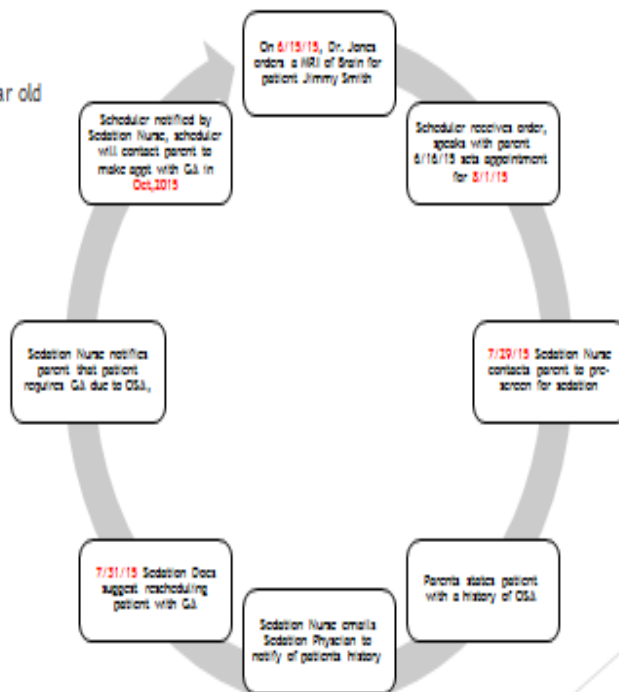 ar old
On 6/15/15, Dr. Jones
orders a MRI of Brain for
patient Jimmy Smith
Scheduler receives order,
speaks with parent
6/16/15 sets appointment
for 8/1/15
7/29/15 Sedation Nurse
contacts parent to pre-
screen for sedation
Parents states patient
with a history of OSA
Sedation Nurse emails
Sedation Physcian to
notify of patients history
7/31/15 Sedation Docs
suggest rescheduling
patient with GA
Sedation Nurse notifies
parent that patient
requires GA due to OSA,
Scheduler notified by
Sedation Nurse, scheduler
will contact parent to
make appt with GA in
Oct,2015